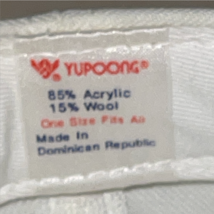 YUPOONG®
85% Acrylic
15% Wool
One Size Fits All
Made In
Dominican Republic